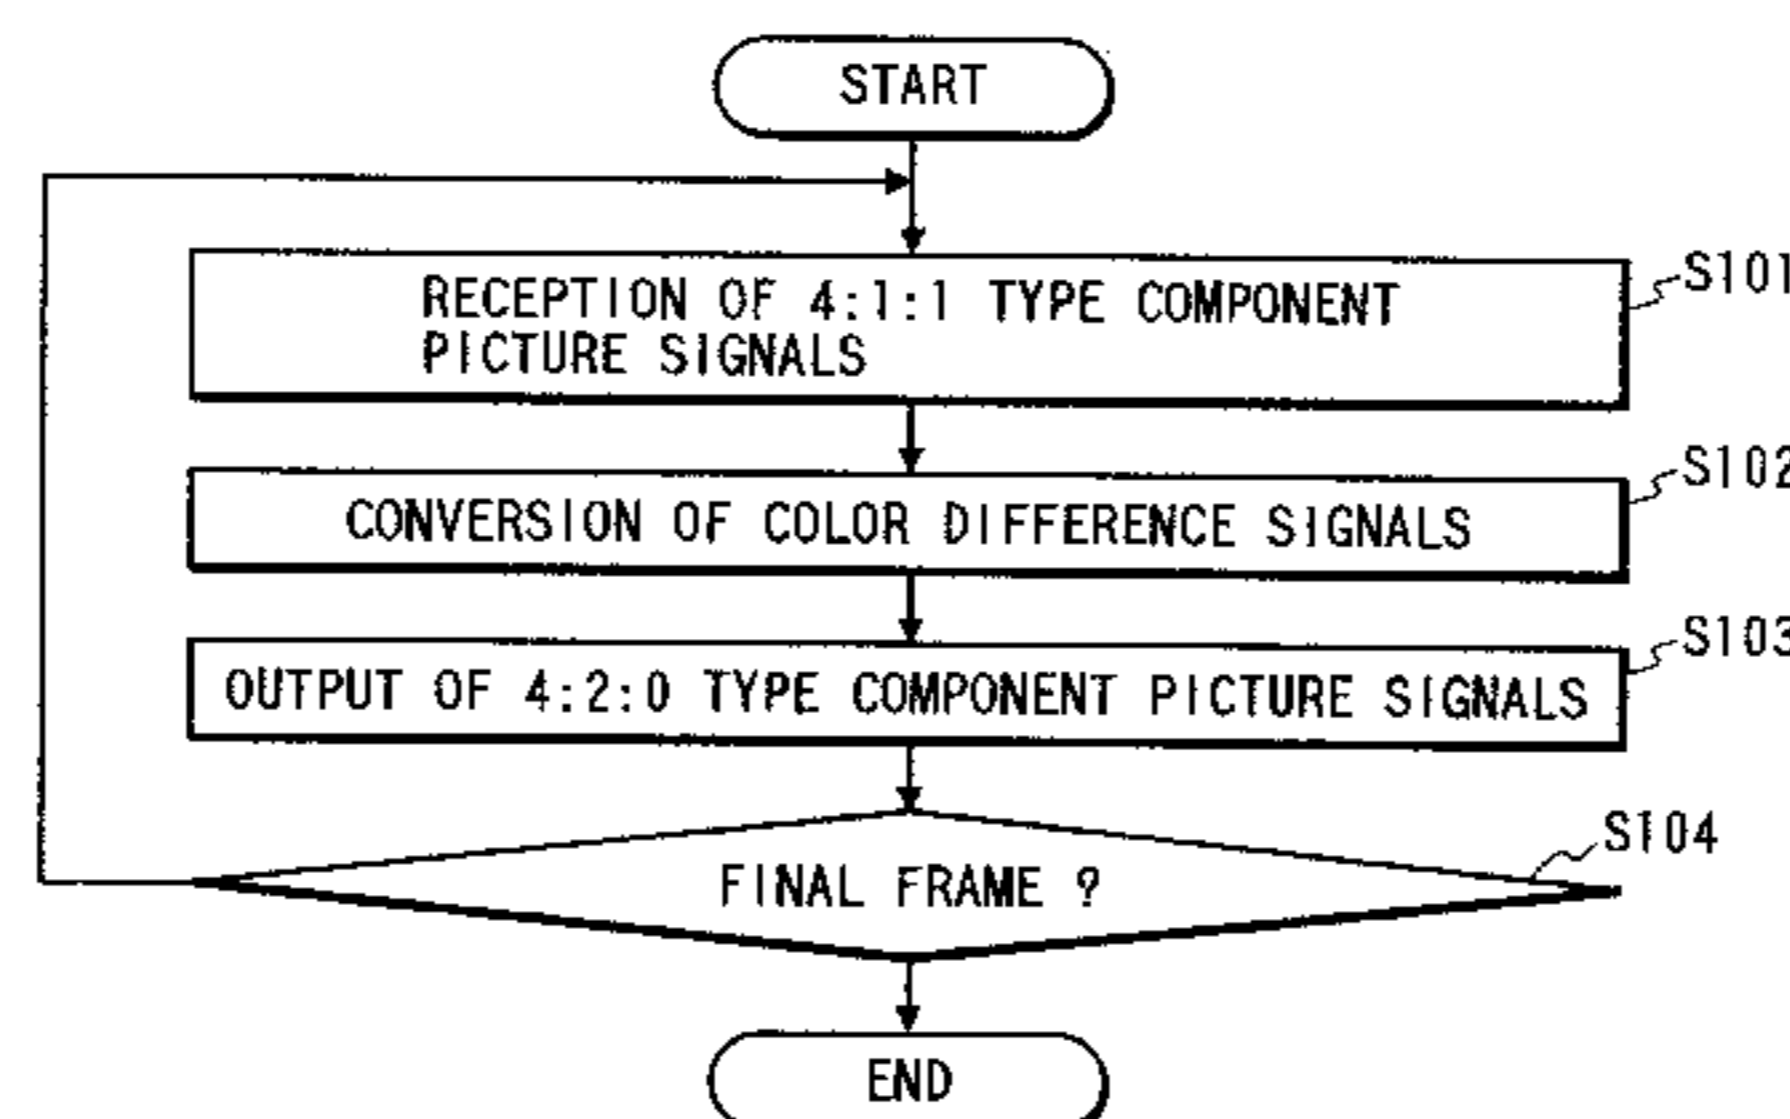 START
RECEPTION OF 4:1:1 TYPE COMPONENT
PICTURE SIGNALS
S101
CONVERSION OF COLOR DIFFERENCE SIGNALS
S102
OUTPUT OF 4:2:0 TYPE COMPONENT PICTURE SIGNALS
S103
FINAL FRAME ?
S104
END